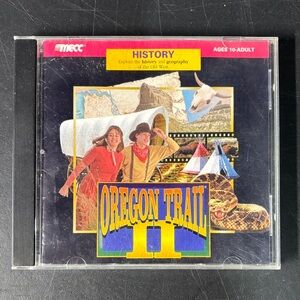 mecc
HISTORY
AGES 10-ADULT
Explore the history and geography
of the Old West.
OREGON TRAIL
II